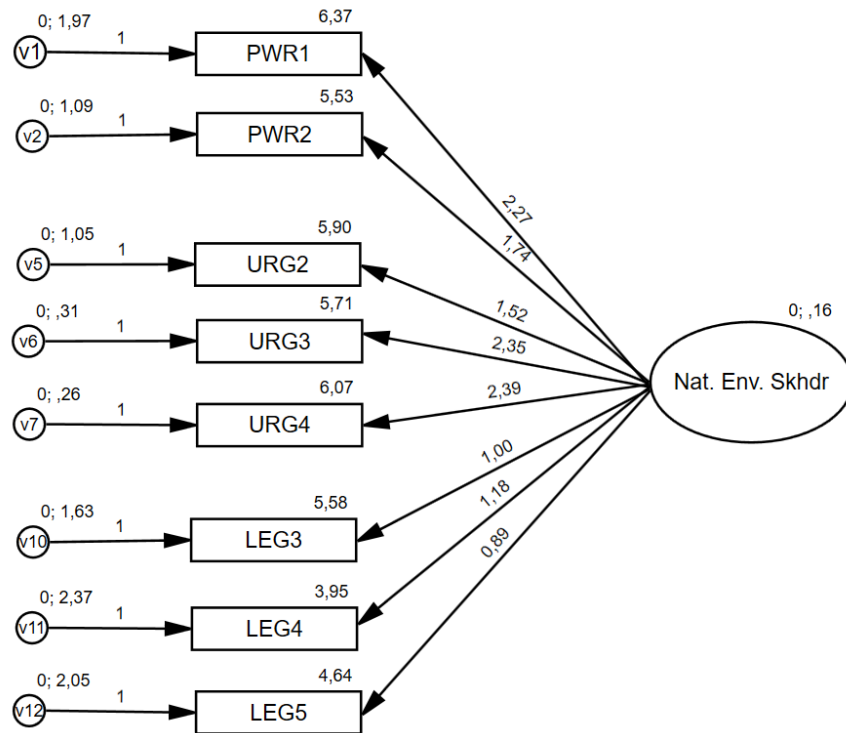 6,37
0; 1,97
v1
1
PWR1
5,53
0; 1,09
v2
1
PWR2
2,27
1,74
5,90
0; 1,05
v5
1
URG2
1,52
5,71
0; ,31
v6
1
URG3
2,35
0; ,16
Nat. Env. Skhdr
6,07
0; ,26
v7
1
URG4
2,39
1,00
1,18
0,89
5,58
0; 1,63
v10
1
LEG3
3,95
0; 2,37
v11
1
LEG4
4,64
0; 2,05
v12
1
LEG5